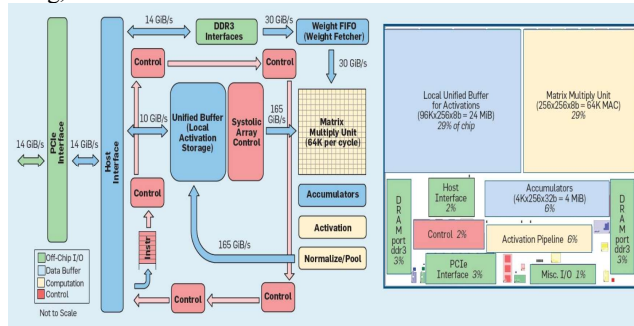 14 GiB/s
DDR3
Interfaces
30 GiB/s
Weight FIFO
(Weight Fetcher)
Control
Control
30 GiB/s
14 GiB/s
PCIe
Interface
14 GiB/s
Host
Interface
10 GiB/s
Unified Buffer
(Local
Activation
Storage)
Systolic
Array
Control
165
GiB/s
Matrix
Multiply Unit
(64K per cycle)
Control
Accumulators
Activation
Instr
165 GiB/s
Normalize/Pool
Off-Chip I/O
Data Buffer
Computation
Control
Not to Scale
Control
Control
Control
Local Unified Buffer
for Activations
(96Kx256x8b = 24 MiB)
29% of chip
Matrix Multiply Unit
(256x256x8b = 64K MAC)
29%
DRAM
port
ddr3
3%
Host
Interface
2%
Accumulators
(4Kx256x32b = 4 MiB)
6%
DRAM
port
ddr3
3%
Control 2%
Activation Pipeline 6%
PCIe
Interface 3%
Misc. I/O 1%